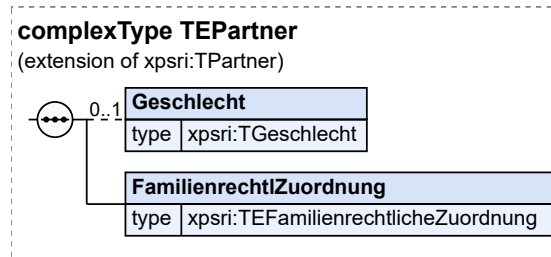 complexType TEPartner
(extension of xpsri:TPartner)
0..1
Geschlecht
type xpsri:TGeschlecht
FamilienrechtlZuordnung
type xpsri:TEFamilienrechtlicheZuordnung